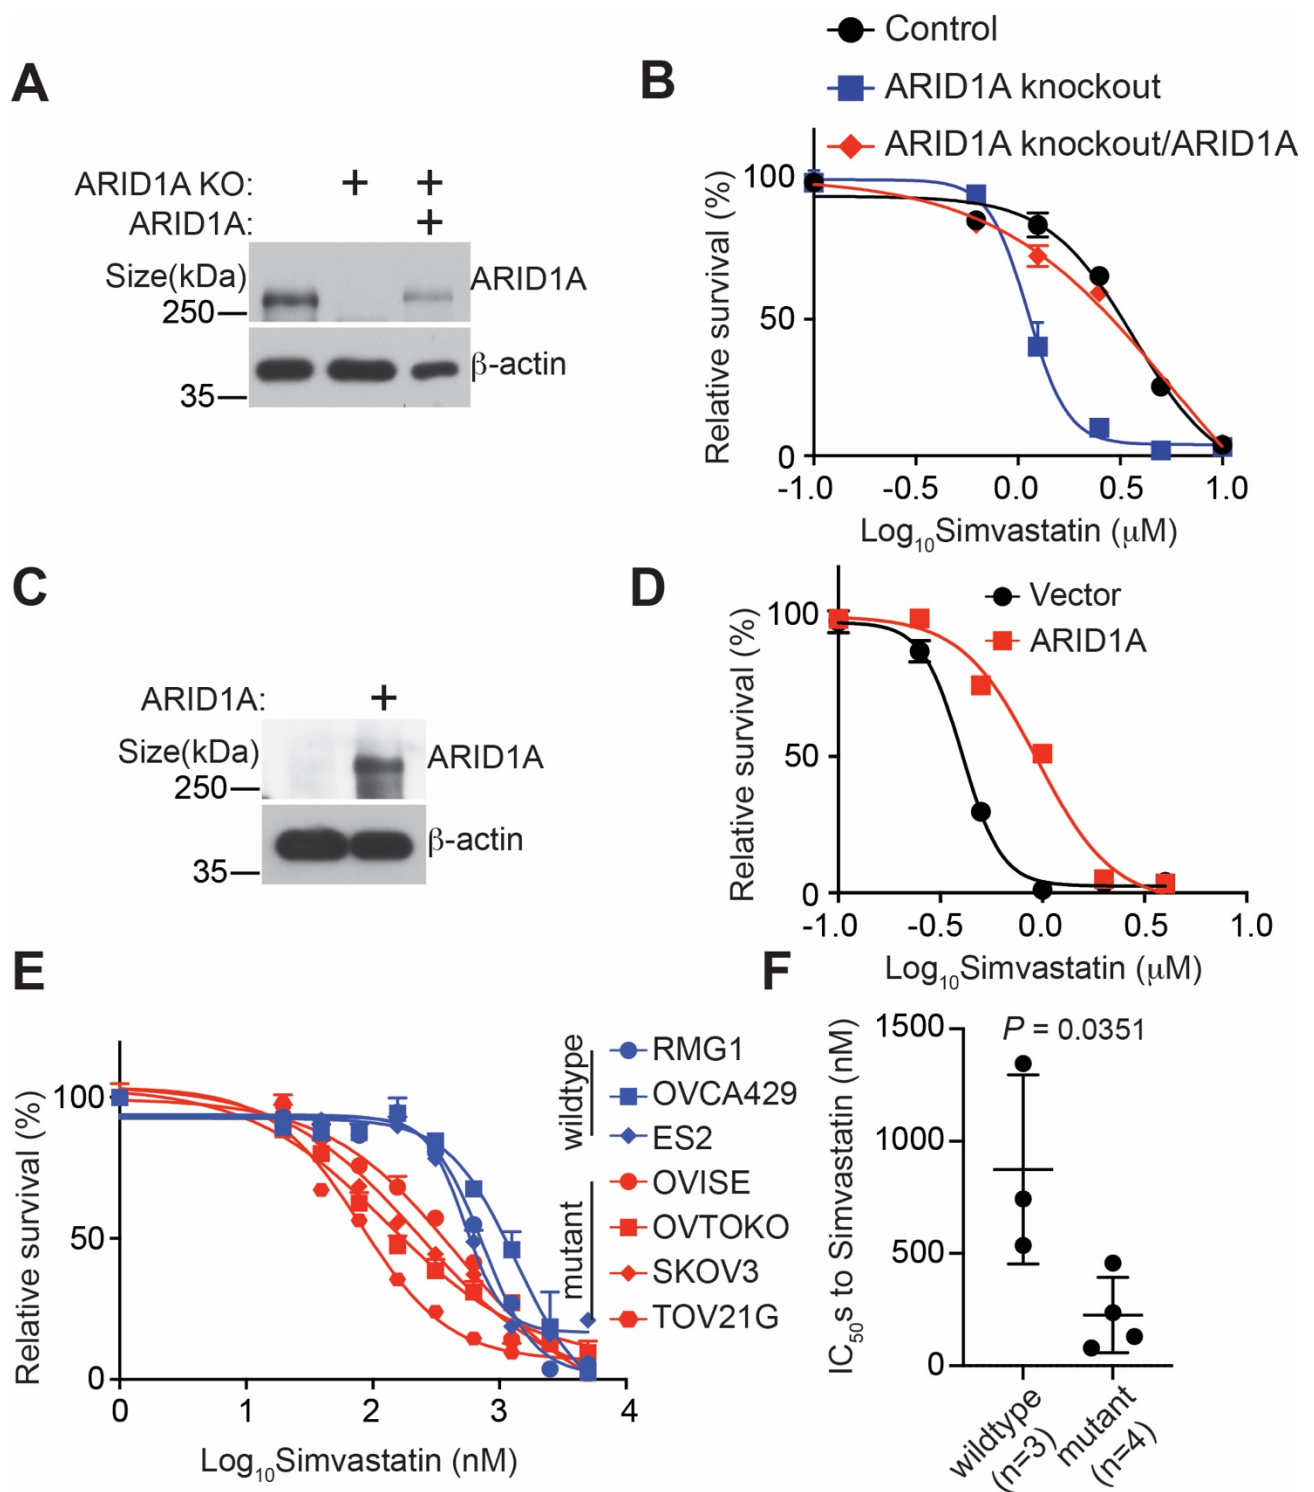 A
ARID1A KO: + +
ARID1A: +
Size(kDa)
ARID1A
250
β-actin
35
B
Control
ARID1A knockout
ARID1A knockout/ARID1A
Relative survival (%)
100
50
0
-1.0 -0.5 0.0 0.5 1.0
Log10Simvastatin (μM)
C
ARID1A: +
Size(kDa)
ARID1A
250
β-actin
35
D
Vector
ARID1A
Relative survival (%)
100
50
0
-1.0 -0.5 0.0 0.5 1.0
Log10Simvastatin (μM)
E
Relative survival (%)
100
50
0
0 1 2 3 4
Log10Simvastatin (nM)
wildtype
RMG1
OVCA429
ES2
mutant
OVISE
OVTOKO
SKOV3
TOV21G
F
IC50s to Simvastatin (nM)
1500
1000
500
0
P = 0.0351
wildtype
(n=3)
mutant
(n=4)